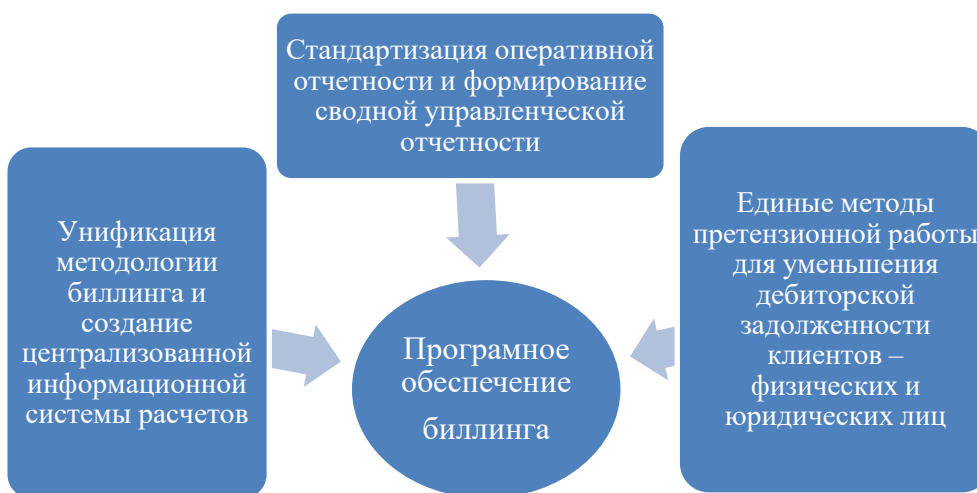 Стандартизация оперативной
отчетности и формирование
сводной управленческой
отчетности
Унификация
методологии
биллинга и
создание
централизованной
информационной
системы расчетов
Програмное
обеспечение
биллинга
Единые методы
претензионной работы
для уменьшения
дебиторской
задолженности
клиентов –
физических и
юридических лиц